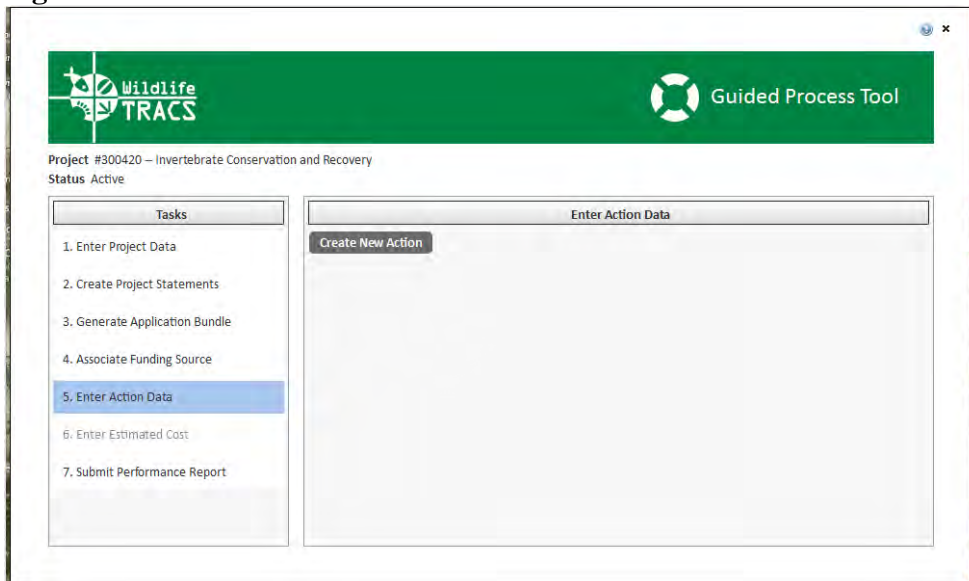 Wildlife
TRACS
Guided Process Tool
Project #300420 – Invertebrate Conservation and Recovery
Status Active
Tasks
1. Enter Project Data
2. Create Project Statements
3. Generate Application Bundle
4. Associate Funding Source
5. Enter Action Data
6. Enter Estimated Cost
7. Submit Performance Report
Enter Action Data
Create New Action